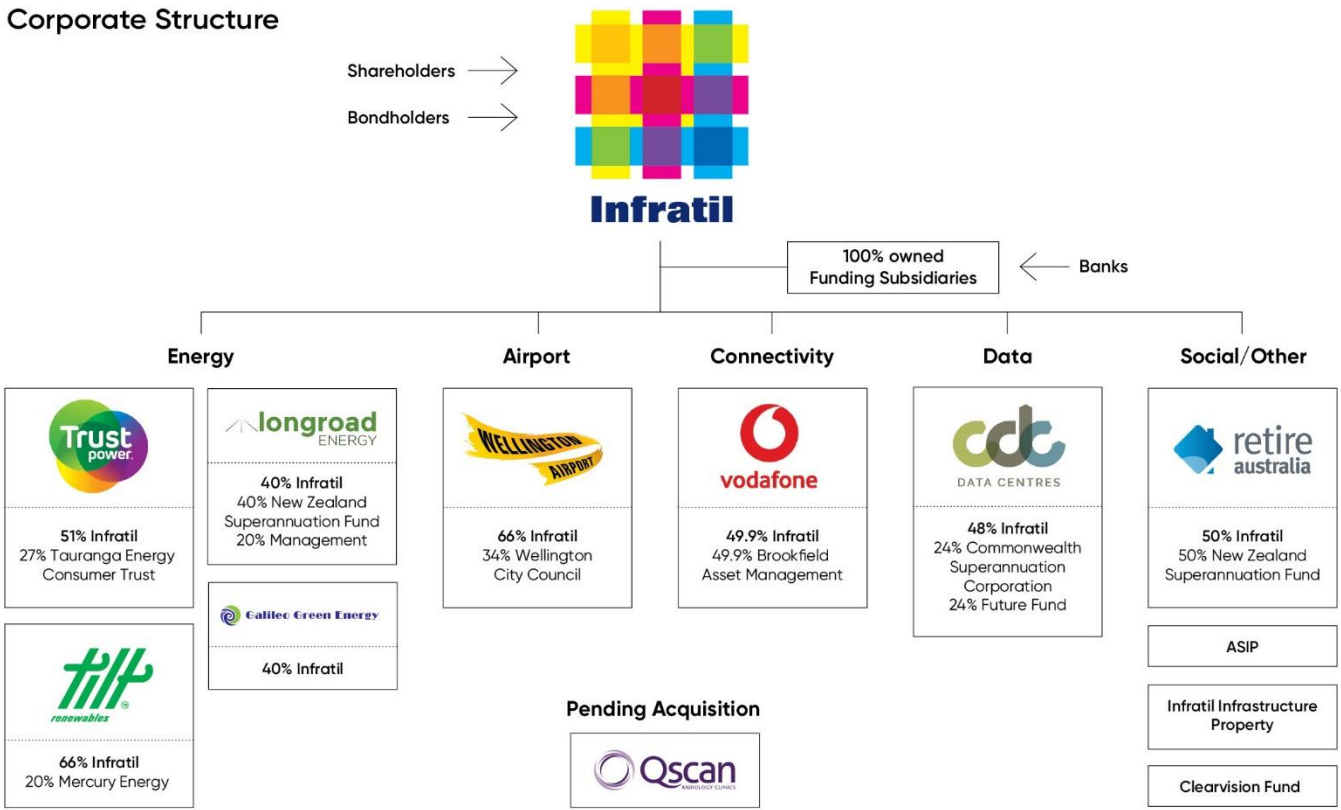 Corporate Structure
Shareholders
Bondholders
Infratil
100% owned
Funding Subsidiaries
Banks
Energy
Trust
power.
51% Infratil
27% Tauranga Energy
Consumer Trust
longroad
ENERGY
40% Infratil
40% New Zealand
Superannuation Fund
20% Management
Galileo Green Energy
40% Infratil
tilt
renewables
TM
66% Infratil
20% Mercury Energy
Airport
WELLINGTON
AIRPORT
66% Infratil
34% Wellington
City Council
Connectivity
vodafone
49.9% Infratil
49.9% Brookfield
Asset Management
Data
cdc
DATA CENTRES
48% Infratil
24% Commonwealth
Superannuation
Corporation
24% Future Fund
Social/Other
retire
australia
50% Infratil
50% New Zealand
Superannuation Fund
ASIP
Infratil Infrastructure
Property
Clearvision Fund
Pending Acquisition
Qscan
RADIOLOGY CLINICS